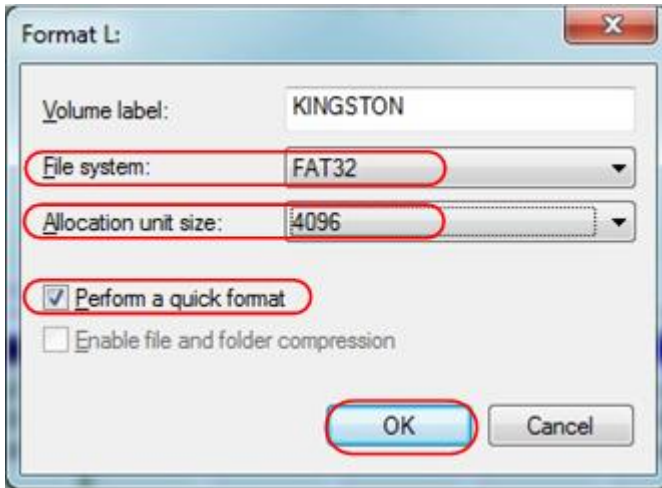 Format L:
Volume label: KINGSTON
File system: FAT32
Allocation unit size: 4096
Perform a quick format
Enable file and folder compression
OK Cancel